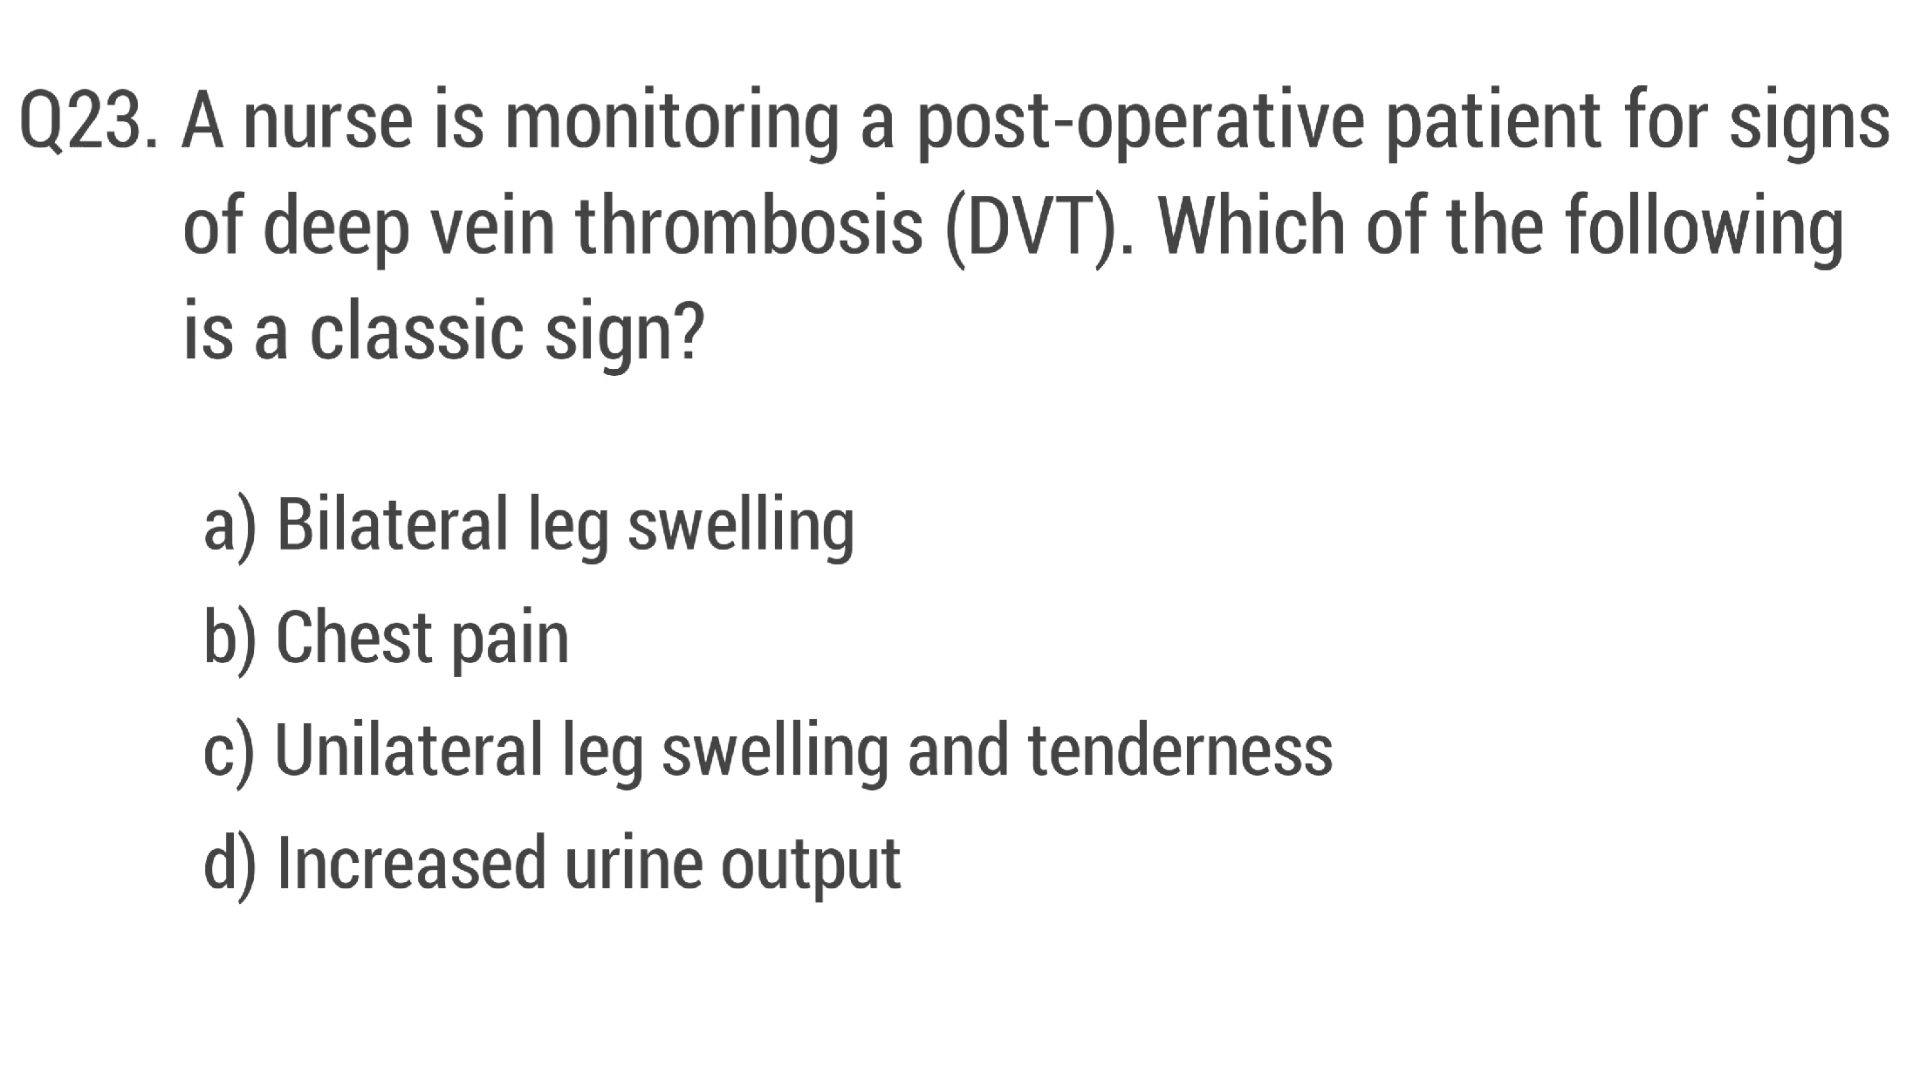 Q23. A nurse is monitoring a post-operative patient for signs
of deep vein thrombosis (DVT). Which of the following
is a classic sign?
a) Bilateral leg swelling
b) Chest pain
c) Unilateral leg swelling and tenderness
d) Increased urine output